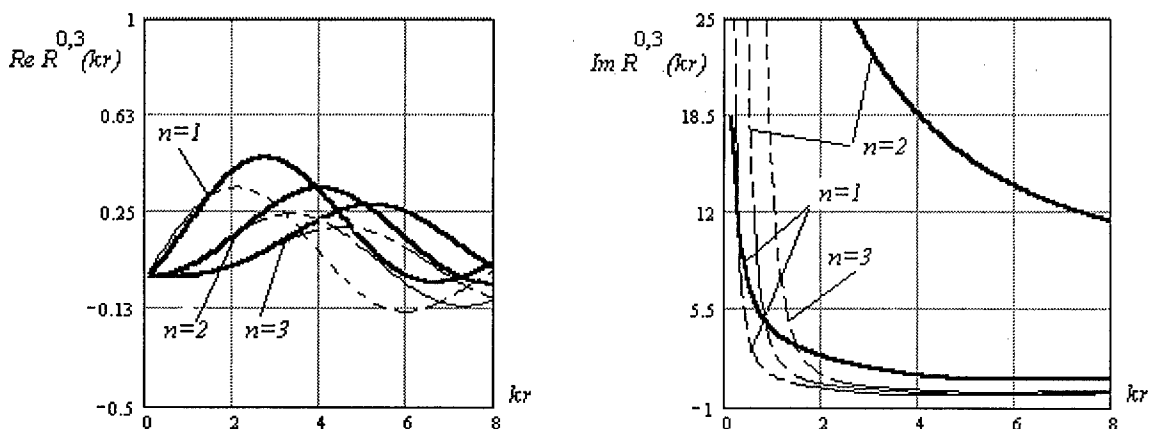 1
Re R^0,3 (kr)
0.63
n=1
0.25
-0.13
n=2
n=3
-0.5
0 2 4 6 8
kr
25
Im R^0,3 (kr)
18.5
n=2
n=1
12
n=3
5.5
-1
0 2 4 6 8
kr